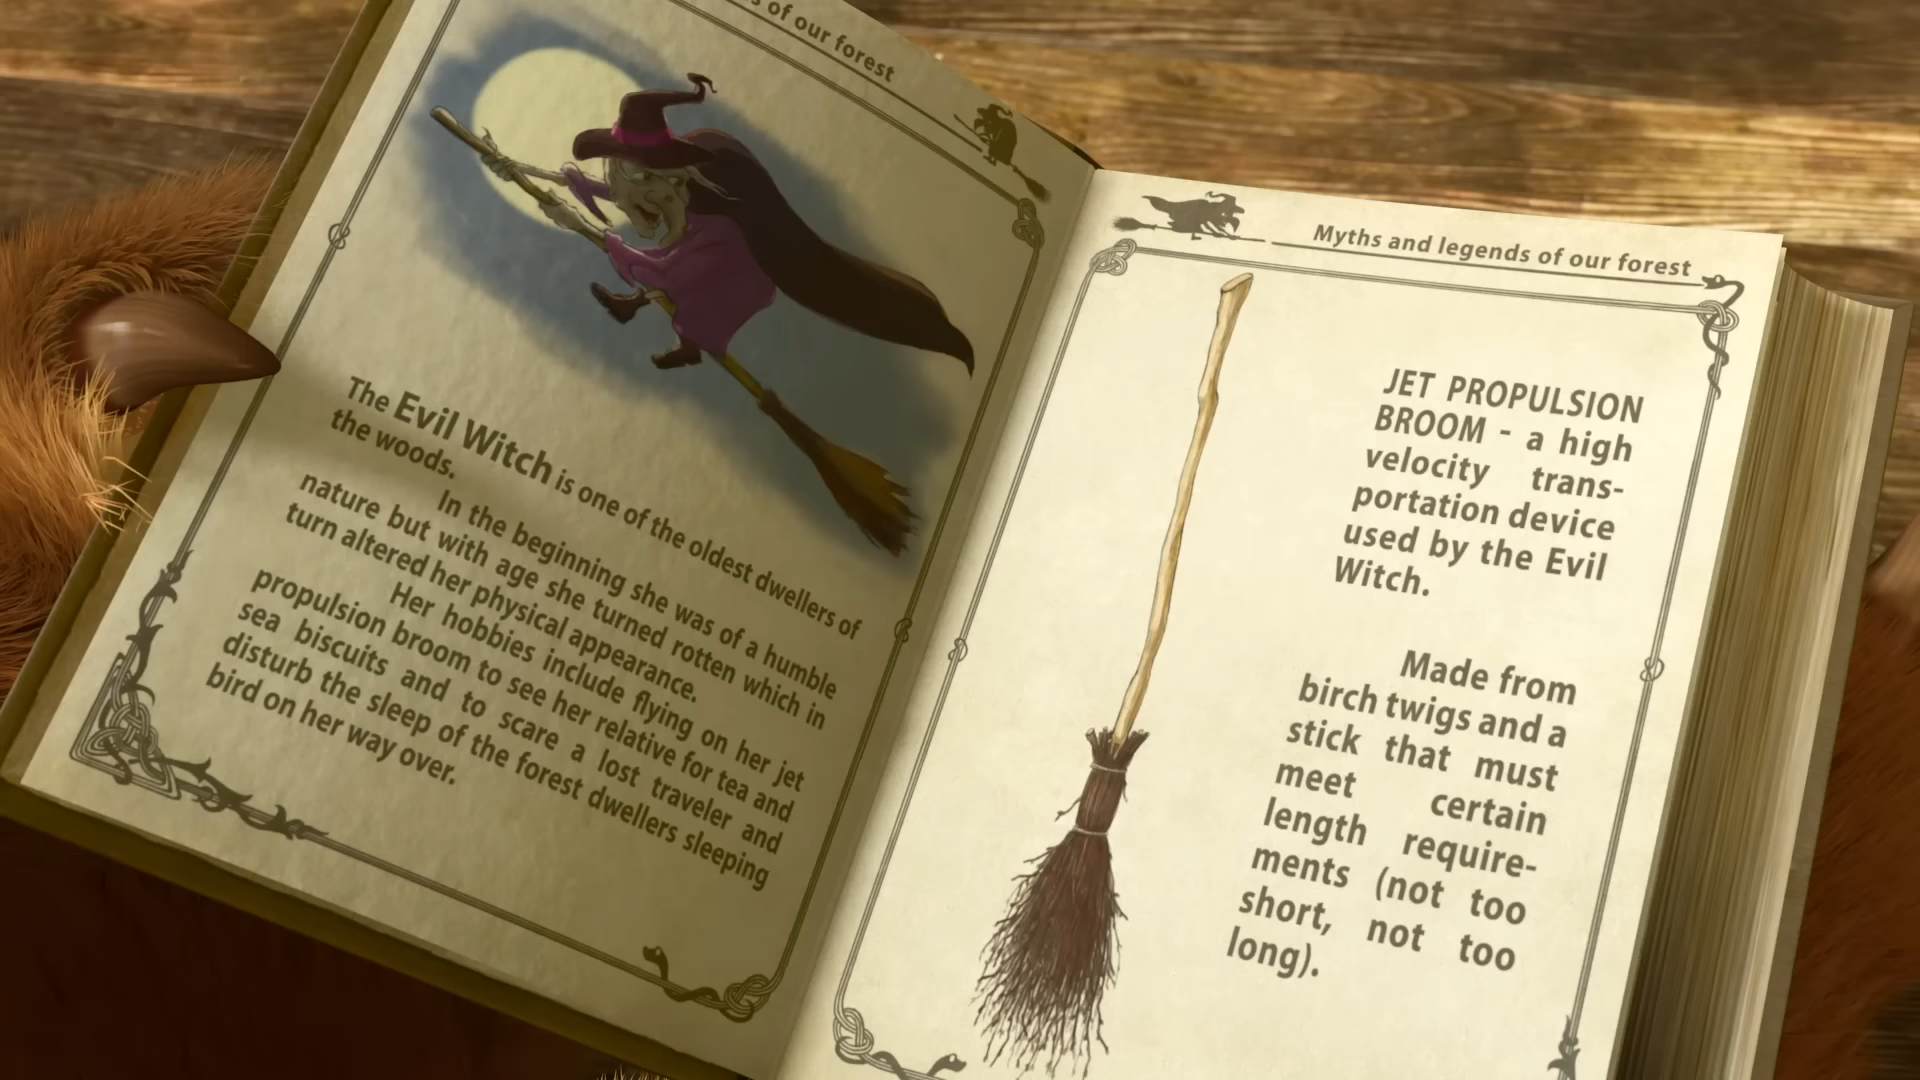 s of our forest
The Evil Witch is one of the oldest dwellers of
the woods.
In the beginning she was of a humble
nature but with age she turned rotten which in
turn altered her physical appearance.
Her hobbies include flying on her jet
propulsion broom to see her relative for tea and
sea biscuits and to scare a lost traveler and
disturb the sleep of the forest dwellers sleeping
bird on her way over.
Myths and legends of our forest
JET PROPULSION
BROOM - a high
velocity trans-
portation device
used by the Evil
Witch.
Made from
birch twigs and a
stick that must
meet certain
length require-
ments (not too
short, not too
long).